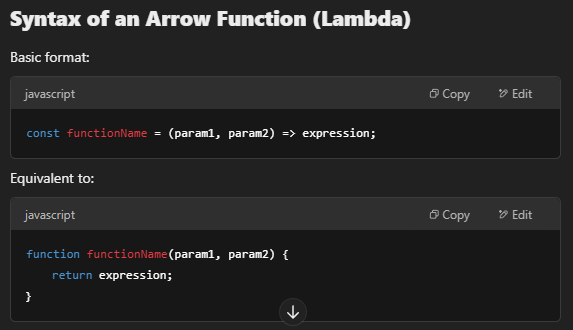 Syntax of an Arrow Function (Lambda)
Basic format:
javascript Copy Edit
const functionName = (param1, param2) => expression;
Equivalent to:
javascript Copy Edit
function functionName(param1, param2) {
    return expression;
}